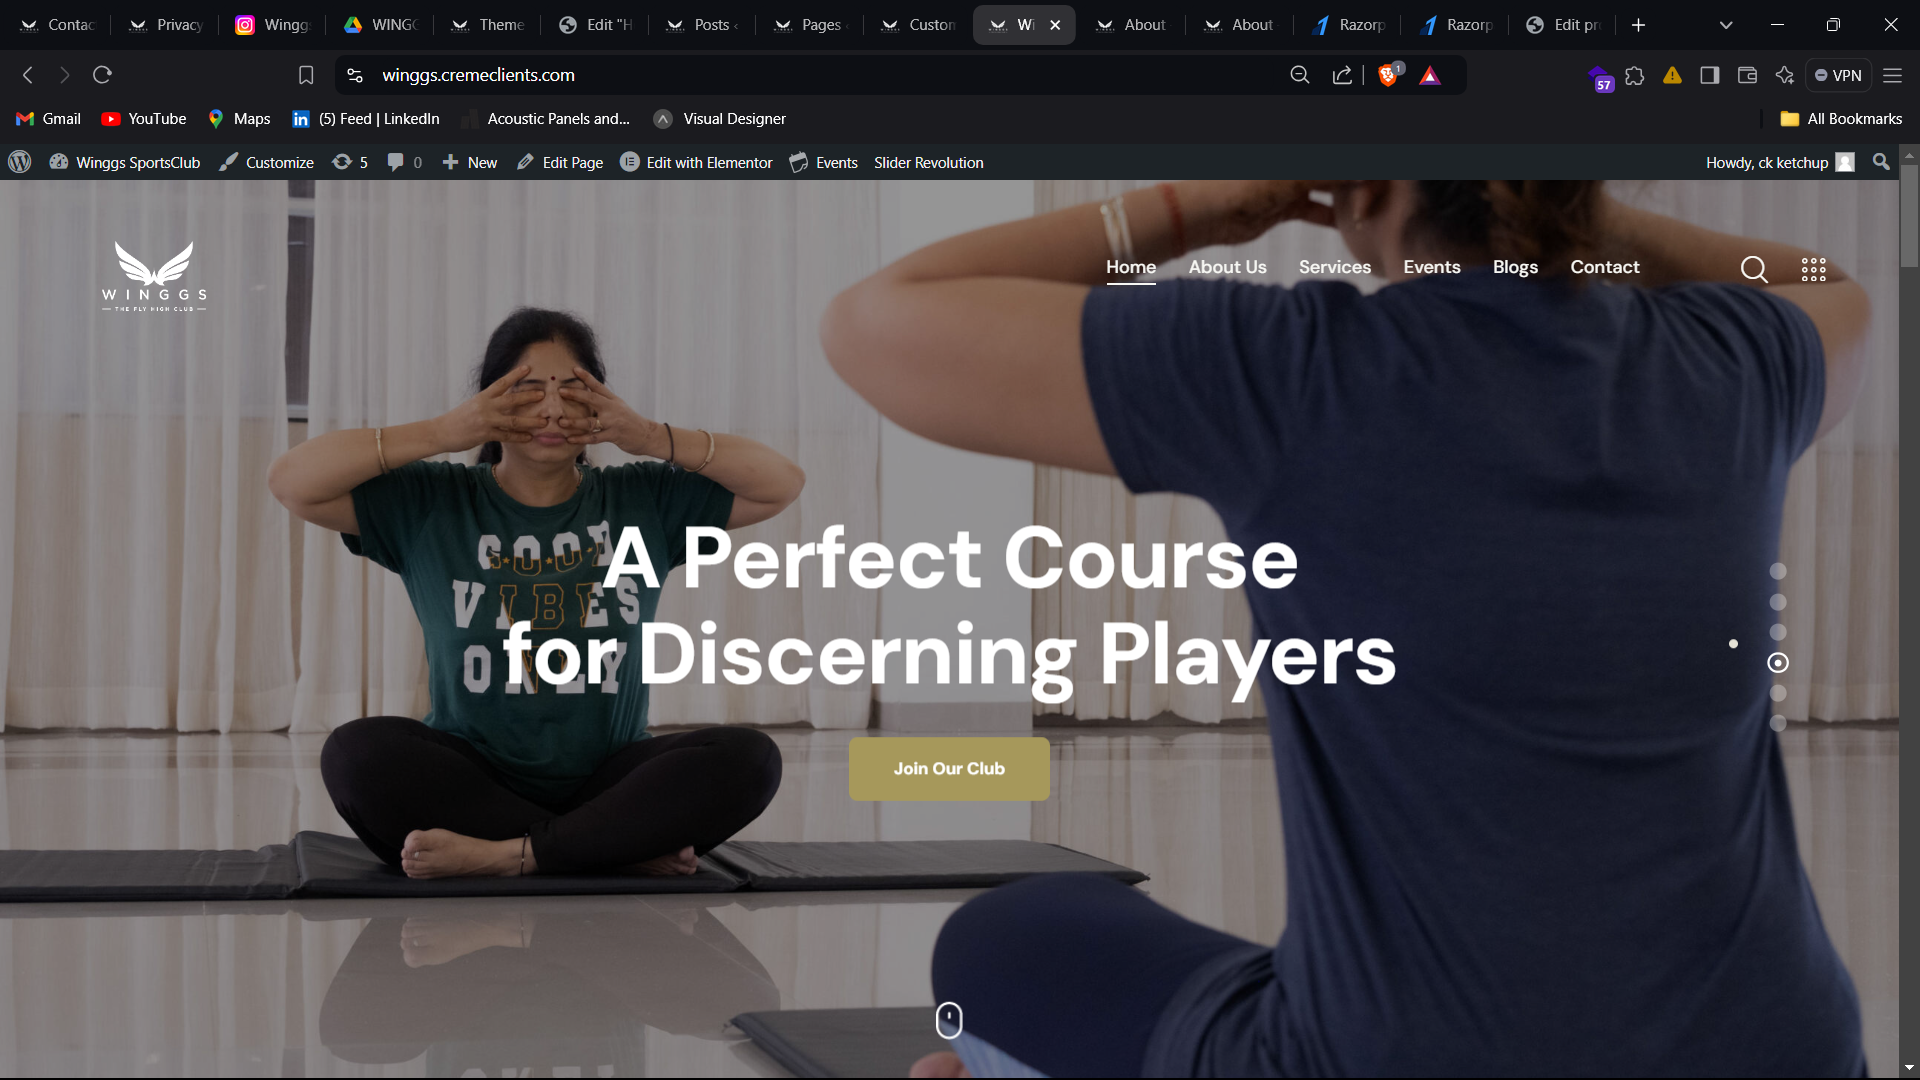 Contac
Privacy
Wingg
WINGG
Theme
Edit "H
Posts
Pages
Custon
Wi
About
About
Razorp
Razorp
Edit pr
winggs.cremeclients.com
1
57
VPN
Gmail
YouTube
Maps
(5) Feed | LinkedIn
Acoustic Panels and...
Visual Designer
All Bookmarks
Winggs SportsClub
Customize
5
0
New
Edit Page
Edit with Elementor
Events
Slider Revolution
Howdy, ck ketchup
WINGGS
THE FLY HIGH CLUB
Home
About Us
Services
Events
Blogs
Contact
GOOD
VIBES
ONLY
A Perfect Course
for Discerning Players
Join Our Club